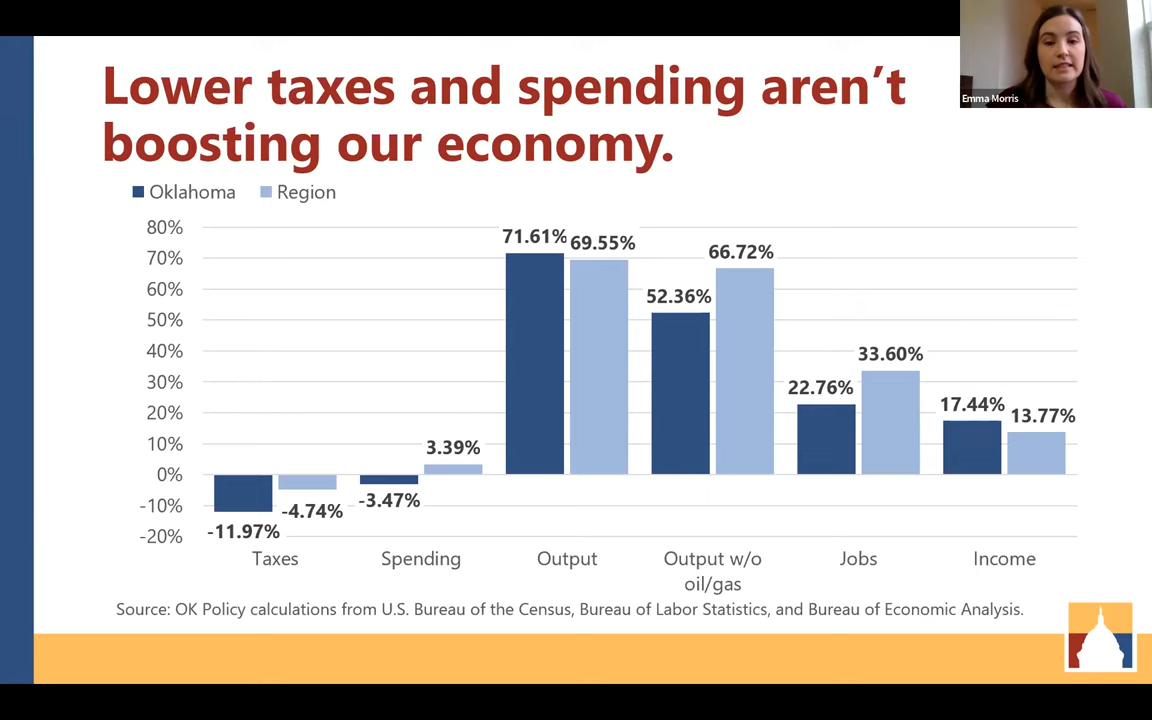 Lower taxes and spending aren't
boosting our economy.
Emma Morris
Oklahoma Region
80%
70%
60%
50%
40%
30%
20%
10%
0%
-10%
-20%
-11.97%
-4.74%
-3.47%
3.39%
71.61%
69.55%
52.36%
66.72%
22.76%
33.60%
17.44%
13.77%
Taxes
Spending
Output
Output w/o
oil/gas
Jobs
Income
Source: OK Policy calculations from U.S. Bureau of the Census, Bureau of Labor Statistics, and Bureau of Economic Analysis.